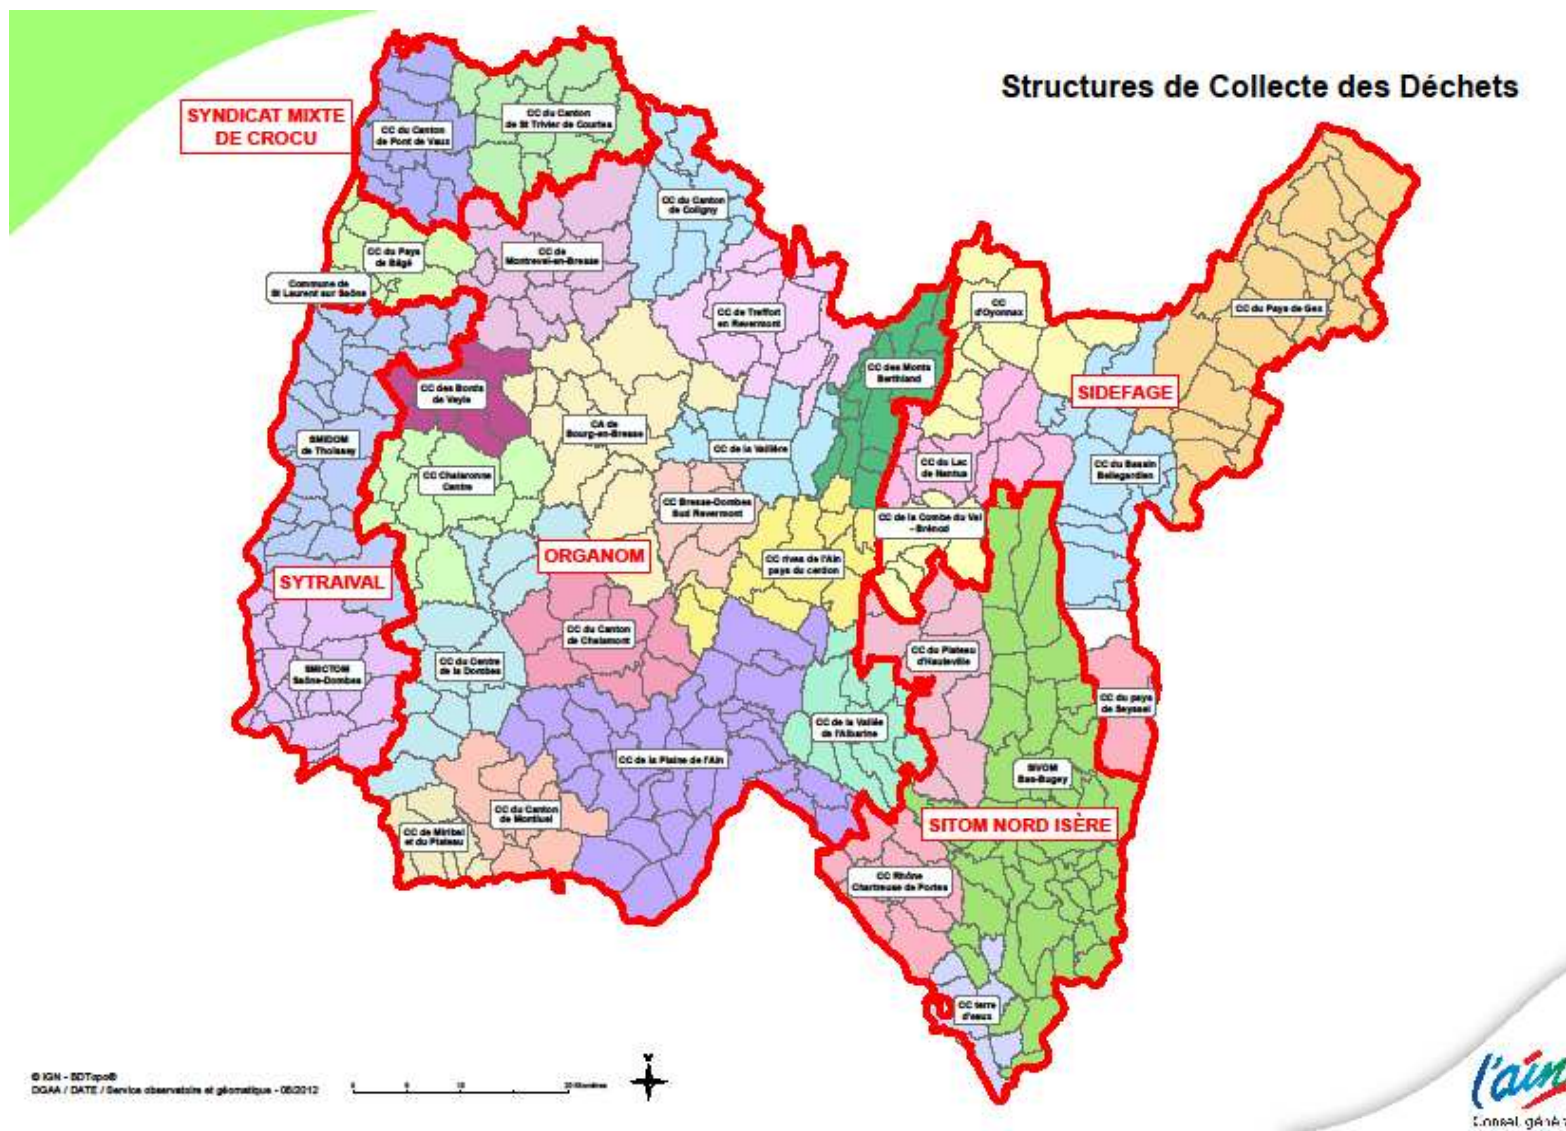 Structures de Collecte des Déchets
SYNDICAT MIXTE
DE CROCU
CC du Canton
de Pont de Vaux
CC du Canton
de St Trivier de Courtes
CC du Canton
de Coligny
CC du Pays
de Bâgé
CC de
Montrevel-en-Bresse
Commune de
St Laurent sur Saône
CC de Treffort
en Revermont
CC
d'Oyonnax
CC du Pays de Gex
CC des Monts
Berthiand
CC des Bords
de Veyle
SIDEFAGE
CA de
Bourg-en-Bresse
SMIDOM
de Thoissey
CC de la Vallière
CC du Lac
de Nantua
CC du Bassin
Bellegardien
CC Chalaronne
Centre
CC Bresse-Dombes
Sud Revermont
CC de la Combe du Val
- Brénod
ORGANOM
CC rives de l'Ain
pays du cerdon
SYTRAIVAL
CC du Canton
de Chalamont
CC du Plateau
d'Hauteville
CC du Centre
de la Dombes
SMICTOM
Saône-Dombes
CC du pays
de Seyssel
CC de la Vallée
de l'Albarine
CC de la Plaine de l'Ain
SIVOM
Bas-Bugey
CC du Canton
de Montluel
SITOM NORD ISÈRE
CC de Miribel
et du Plateau
CC Rhône
Chartreuse de Portes
CC terre
d'eaux
© IGN - BDTopo®
DGAA / DATE / Service observatoire et géomatique - 06/2012
0 5 10 20 Kilomètres
l'ain
Conseil génér